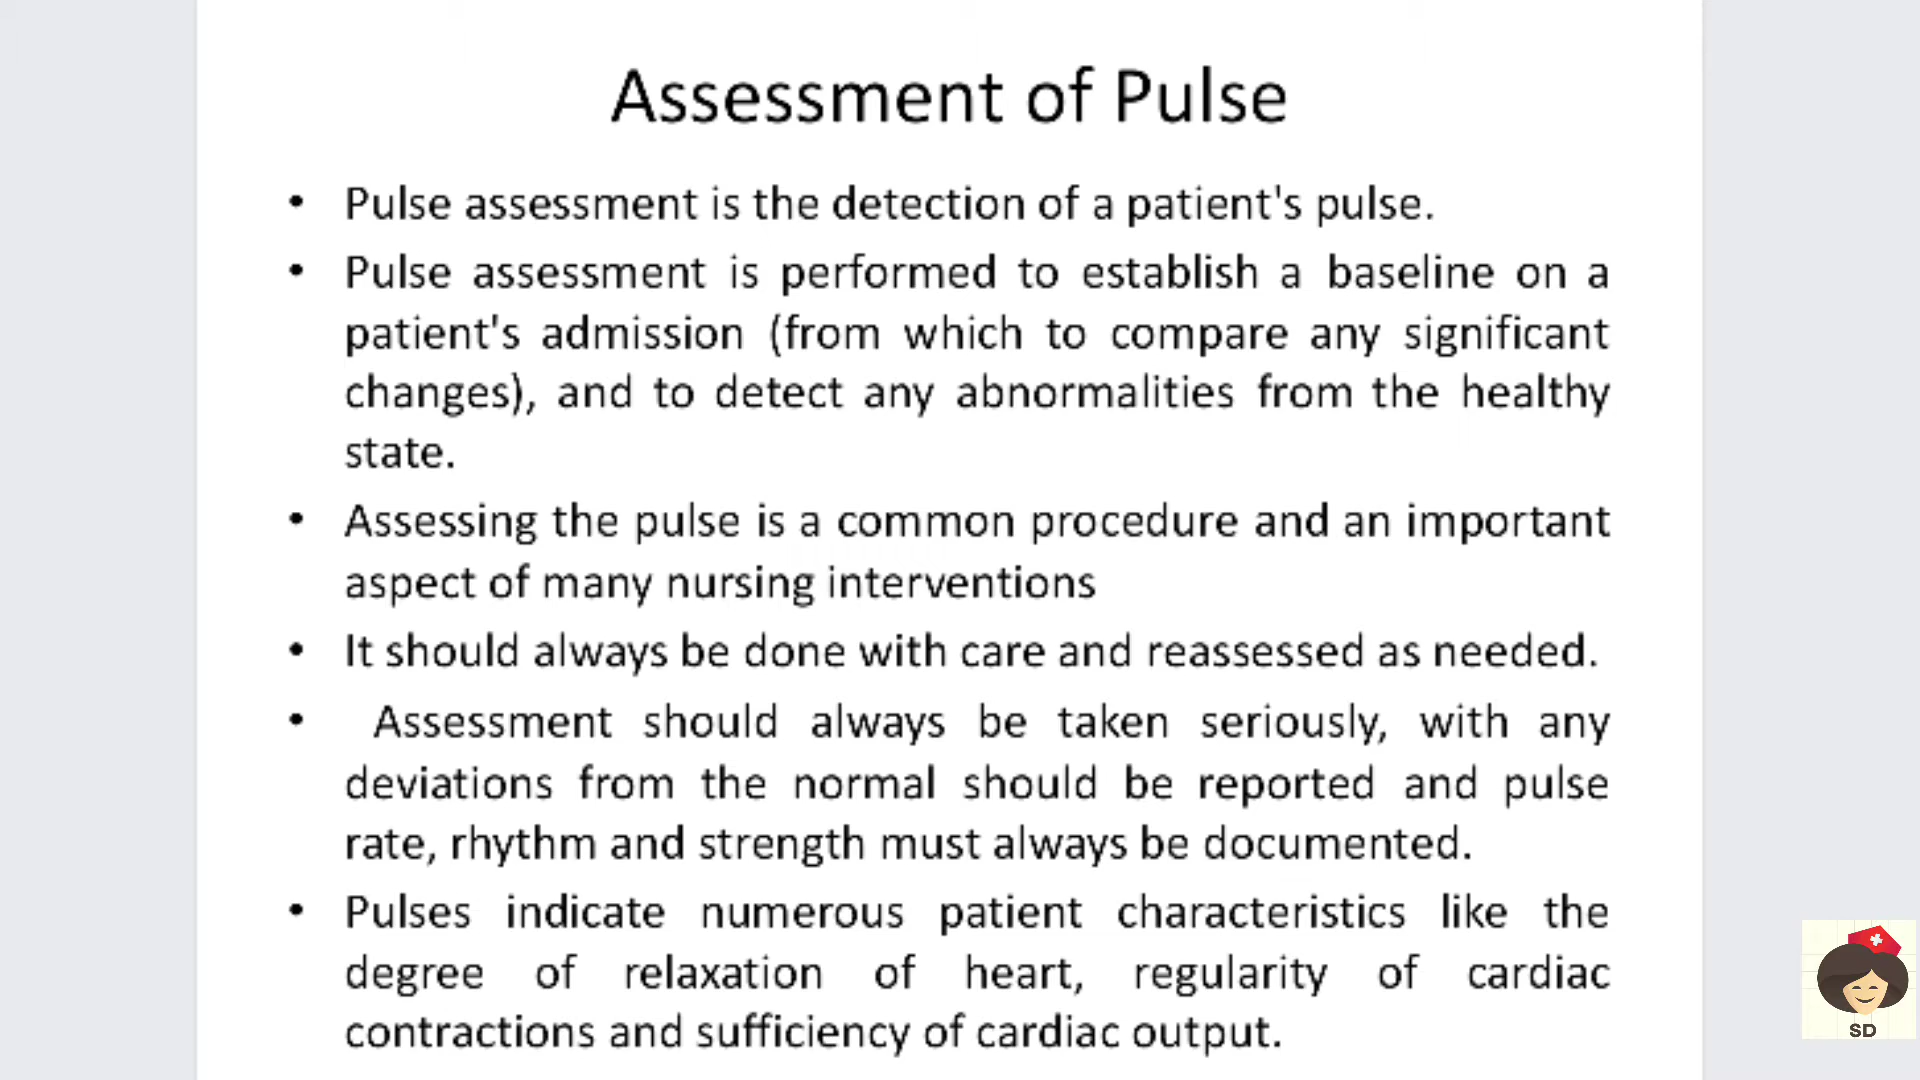 Assessment of Pulse
• Pulse assessment is the detection of a patient's pulse.
• Pulse assessment is performed to establish a baseline on a
patient's admission (from which to compare any significant
changes), and to detect any abnormalities from the healthy
state.
• Assessing the pulse is a common procedure and an important
aspect of many nursing interventions
• It should always be done with care and reassessed as needed.
• Assessment should always be taken seriously, with any
deviations from the normal should be reported and pulse
rate, rhythm and strength must always be documented.
• Pulses indicate numerous patient characteristics like the
degree of relaxation of heart, regularity of cardiac
contractions and sufficiency of cardiac output.
SD